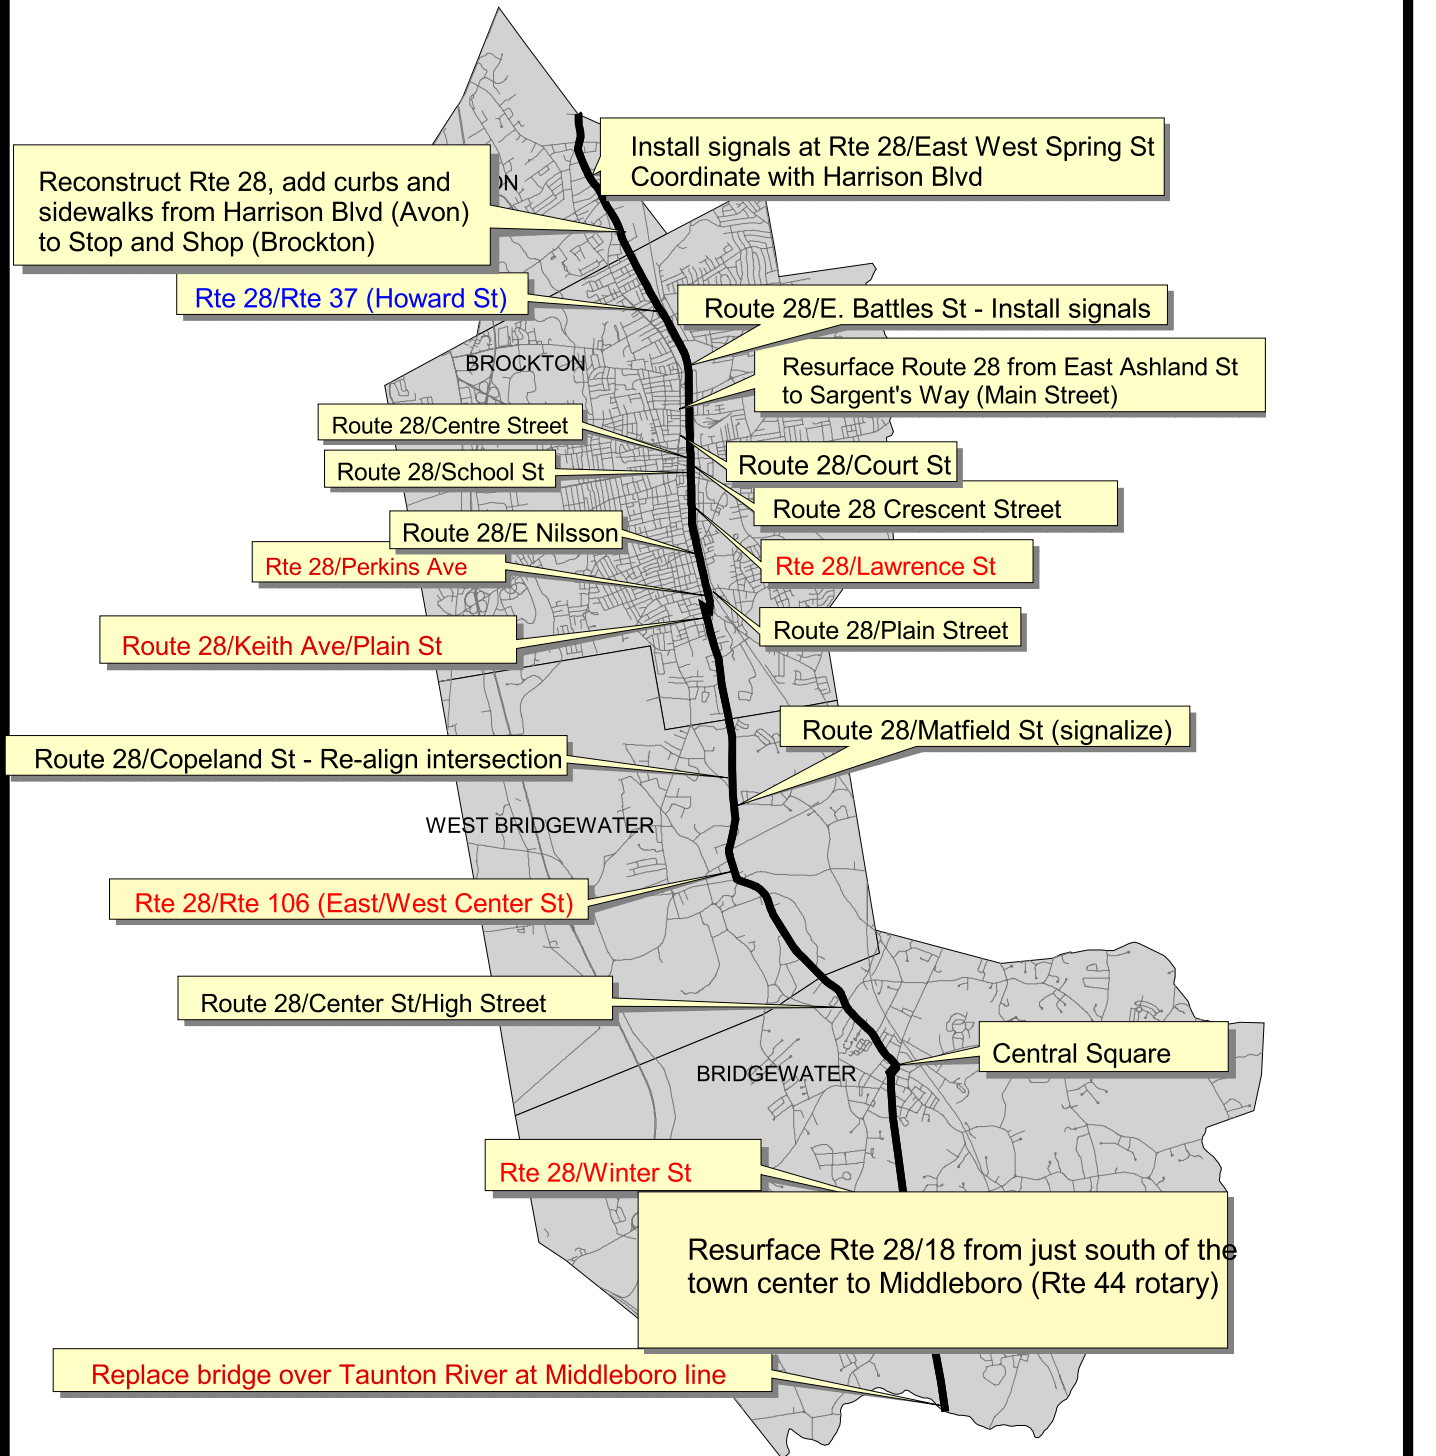 Install signals at Rte 28/East West Spring St
Coordinate with Harrison Blvd
Reconstruct Rte 28, add curbs and
sidewalks from Harrison Blvd (Avon)
to Stop and Shop (Brockton)
ON
Rte 28/Rte 37 (Howard St)
Route 28/E. Battles St - Install signals
BROCKTON
Resurface Route 28 from East Ashland St
to Sargent's Way (Main Street)
Route 28/Centre Street
Route 28/Court St
Route 28/School St
Route 28 Crescent Street
Route 28/E Nilsson
Rte 28/Perkins Ave
Rte 28/Lawrence St
Route 28/Plain Street
Route 28/Keith Ave/Plain St
Route 28/Matfield St (signalize)
Route 28/Copeland St - Re-align intersection
WEST BRIDGEWATER
Rte 28/Rte 106 (East/West Center St)
Route 28/Center St/High Street
Central Square
BRIDGEWATER
Rte 28/Winter St
Resurface Rte 28/18 from just south of the
town center to Middleboro (Rte 44 rotary)
Replace bridge over Taunton River at Middleboro line